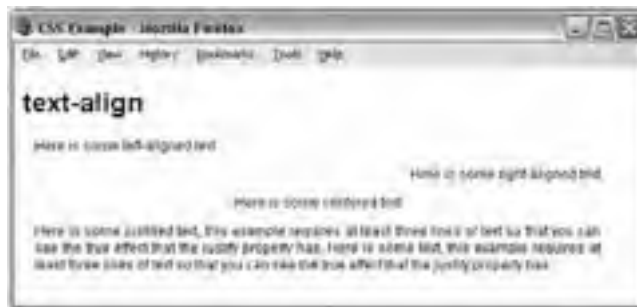 CSS Example - Mozilla Firefox
File Edit View History Bookmarks Tools Help
text-align
Here is some left-aligned text
Here is some right-aligned text
Here is some centered text
Here is some justified text, this example requires at least three lines of text so that you can
see the true effect that the justify property has. Here is some text, this example requires at
least three lines of text so that you can see the true affect that the justify property has